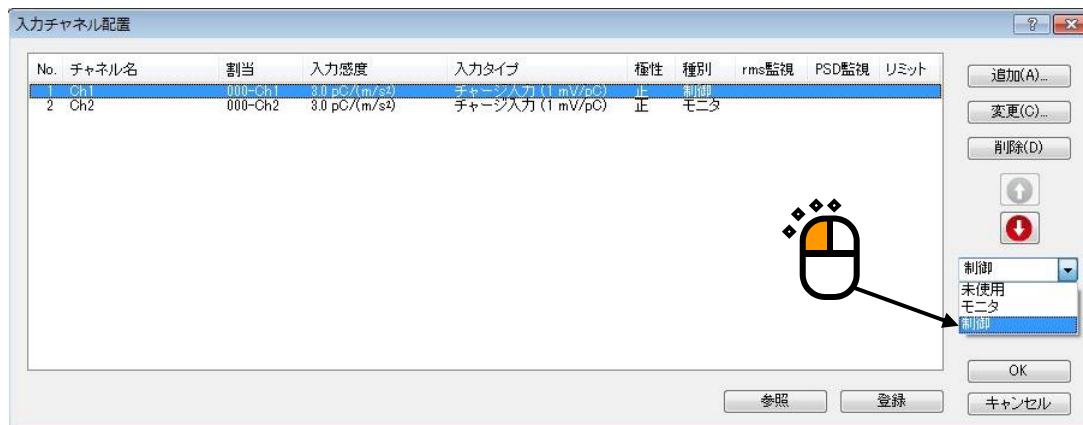 入力チャネル配置
No. チャネル名 割当 入力感度 入力タイプ 極性 種別 rms監視 PSD監視 リミット
1 Ch1 000-Ch1 3.0 pC/(m/s²) チャージ入力 (1 mV/pC) 正 制御
2 Ch2 000-Ch2 3.0 pC/(m/s²) チャージ入力 (1 mV/pC) 正 モニタ
追加(A)...
変更(C)...
削除(D)
制御
未使用
モニタ
制御
OK
参照 登録 キャンセル